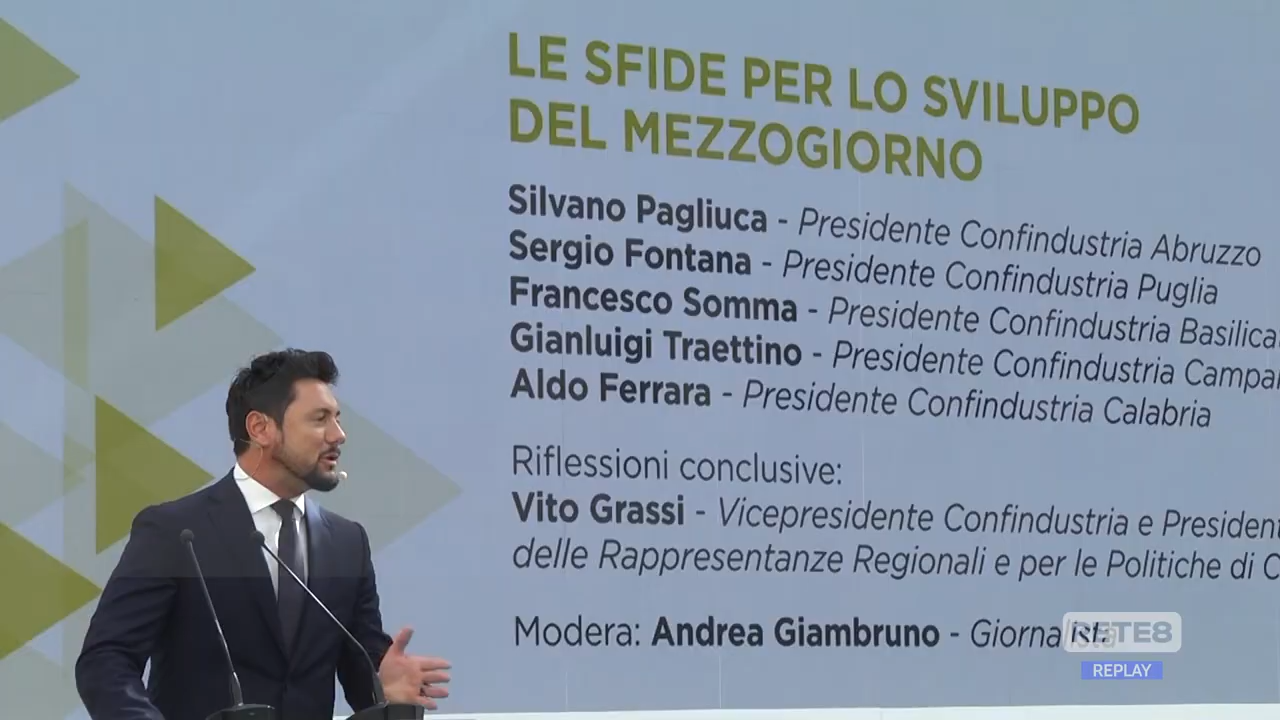 LE SFIDE PER LO SVILUPPO
DEL MEZZOGIORNO
Silvano Pagliuca - Presidente Confindustria Abruzzo
Sergio Fontana - Presidente Confindustria Puglia
Francesco Somma - Presidente Confindustria Basilica
Gianluigi Traettino - Presidente Confindustria Campa
Aldo Ferrara - Presidente Confindustria Calabria
Riflessioni conclusive:
Vito Grassi - Vicepresidente Confindustria e President
delle Rappresentanze Regionali e per le Politiche di C
Modera: Andrea Giambruno - Giornalista
RETE8
REPLAY